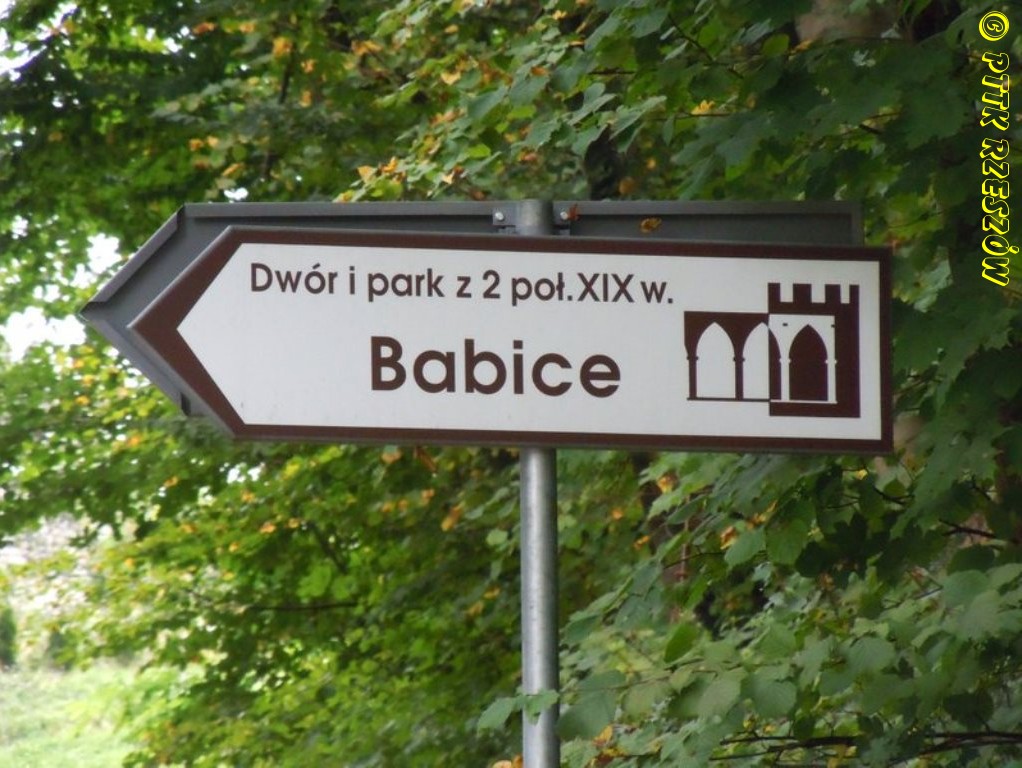 Dwór i park z 2 poł.XIX w.
Babice
© PTTK RZESZÓW